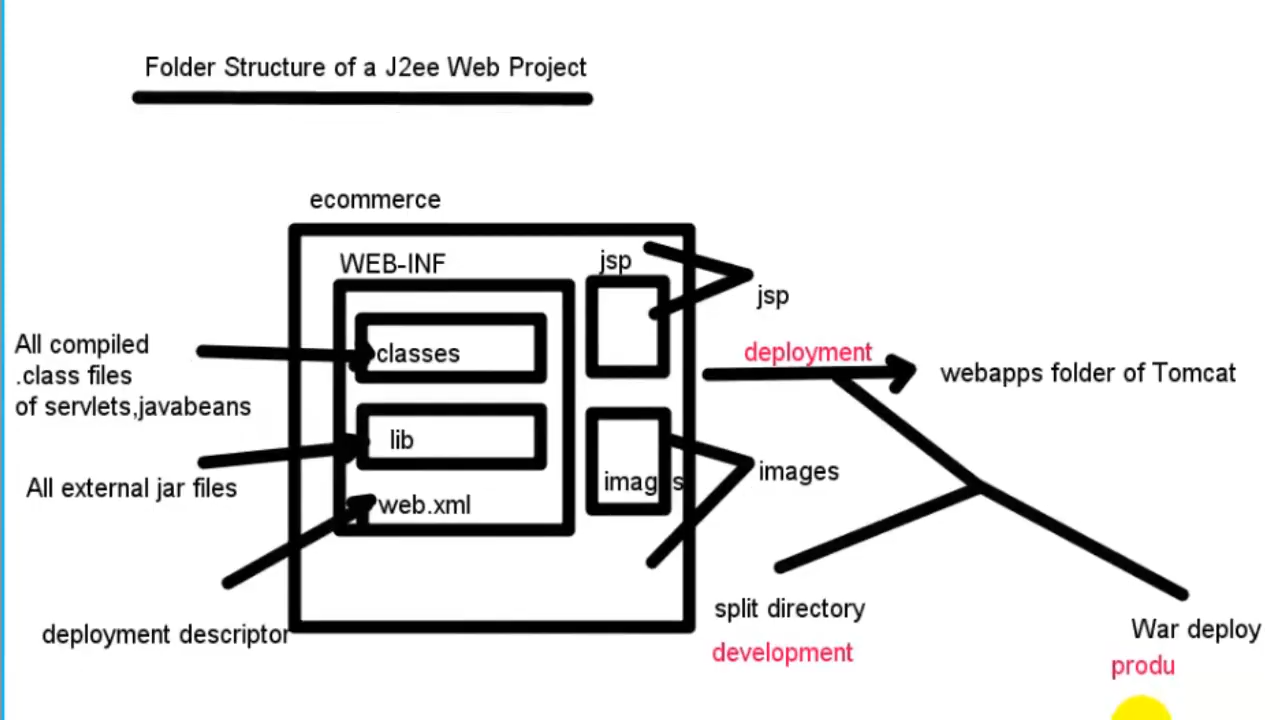 Folder Structure of a J2ee Web Project
ecommerce
WEB-INF
jsp
jsp
All compiled
.class files
of servlets,javabeans
classes
deployment
webapps folder of Tomcat
lib
All external jar files
images
images
web.xml
deployment descriptor
split directory
development
War deploy
produ